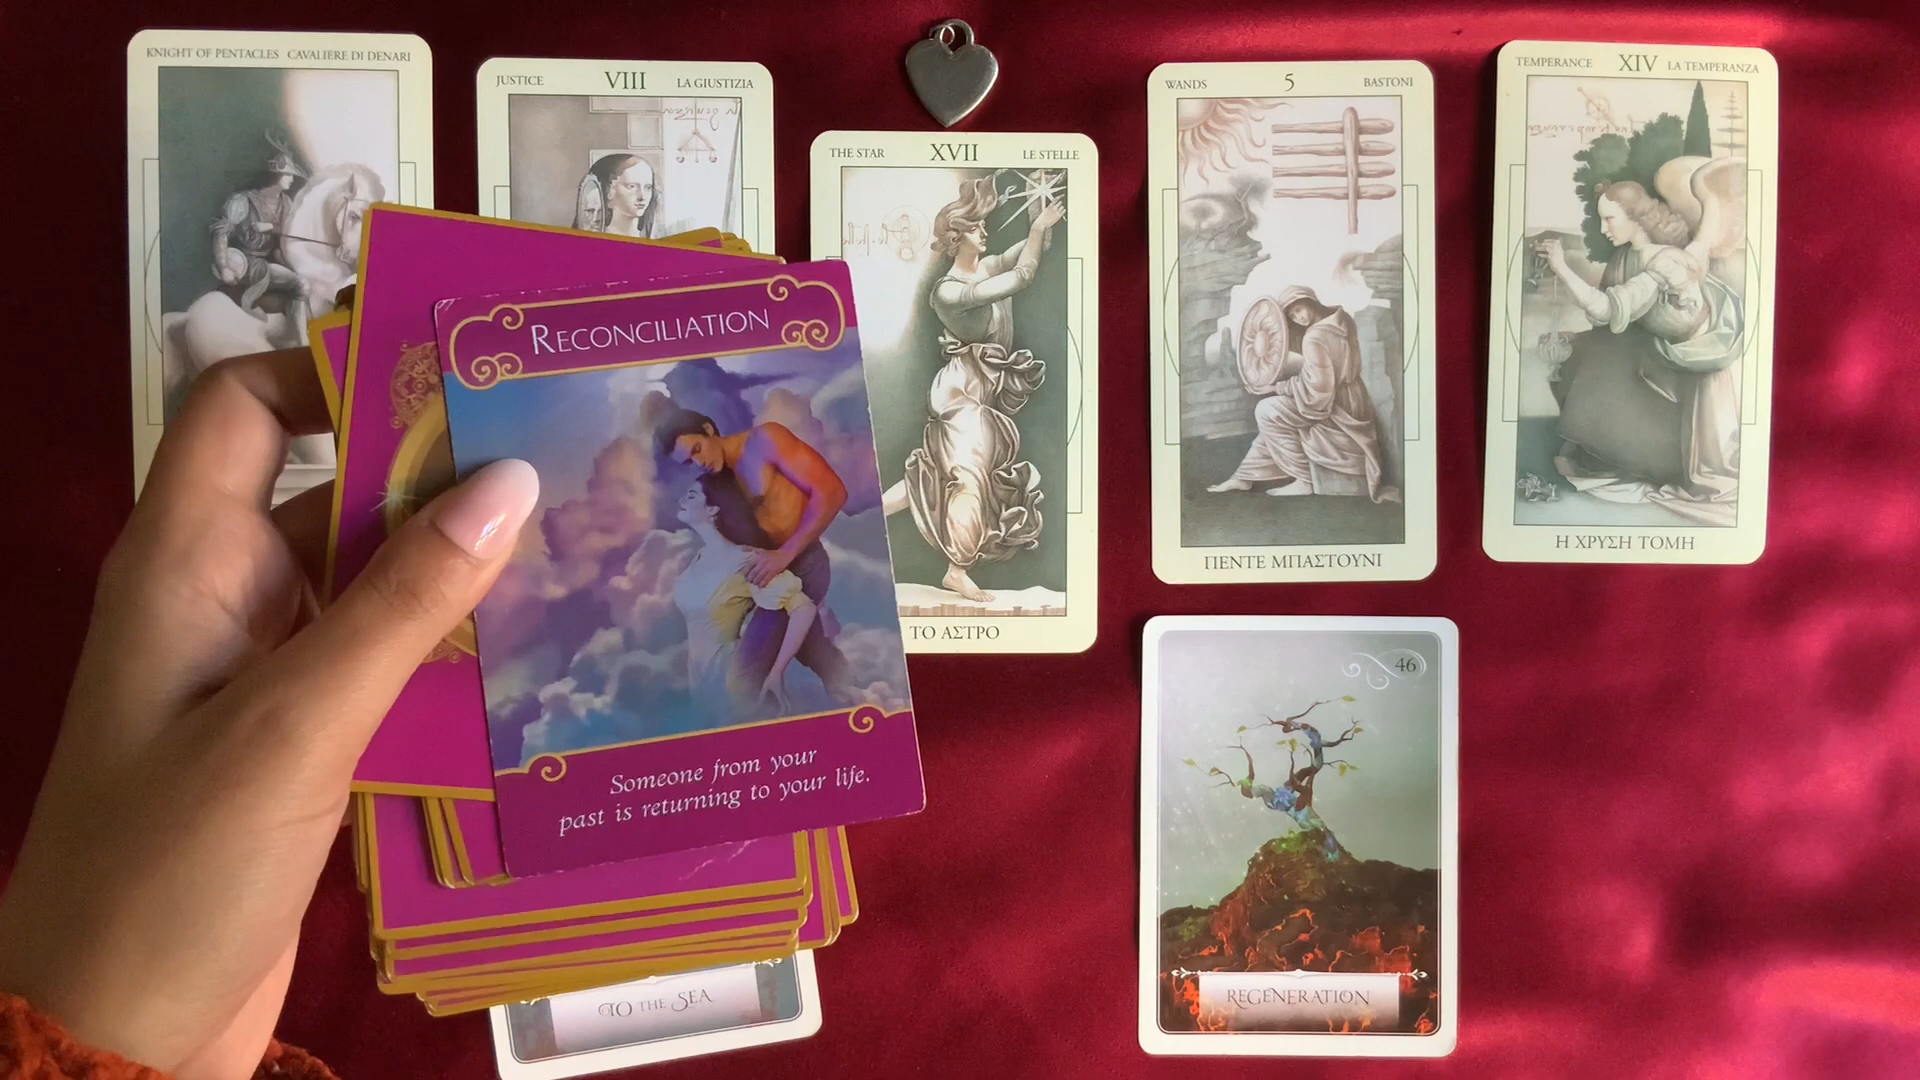 KNIGHT OF PENTACLES CAVALIERE DI DENARI
JUSTICE VIII LA GIUSTIZIA
THE STAR XVII LE STELLE
ΤΟ ΑΣΤΡΟ
WANDS 5 BASTONI
ΠΕΝΤΕ ΜΠΑΣΤΟΥΝΙ
TEMPERANCE XIV LA TEMPERANZA
Η ΧΡΥΣΗ ΤΟΜΗ
RECONCILIATION
Someone from your
past is returning to your life.
TO THE SEA
46
REGENERATION